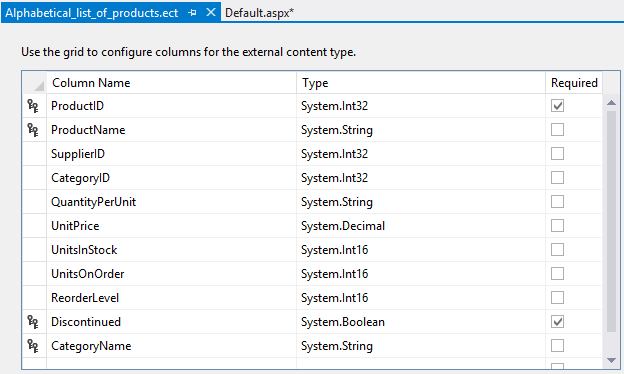 Alphabetical_list_of_products.ect Default.aspx*
Use the grid to configure columns for the external content type.
Column Name Type Required
ProductID System.Int32
ProductName System.String
SupplierID System.Int32
CategoryID System.Int32
QuantityPerUnit System.String
UnitPrice System.Decimal
UnitsInStock System.Int16
UnitsOnOrder System.Int16
ReorderLevel System.Int16
Discontinued System.Boolean
CategoryName System.String